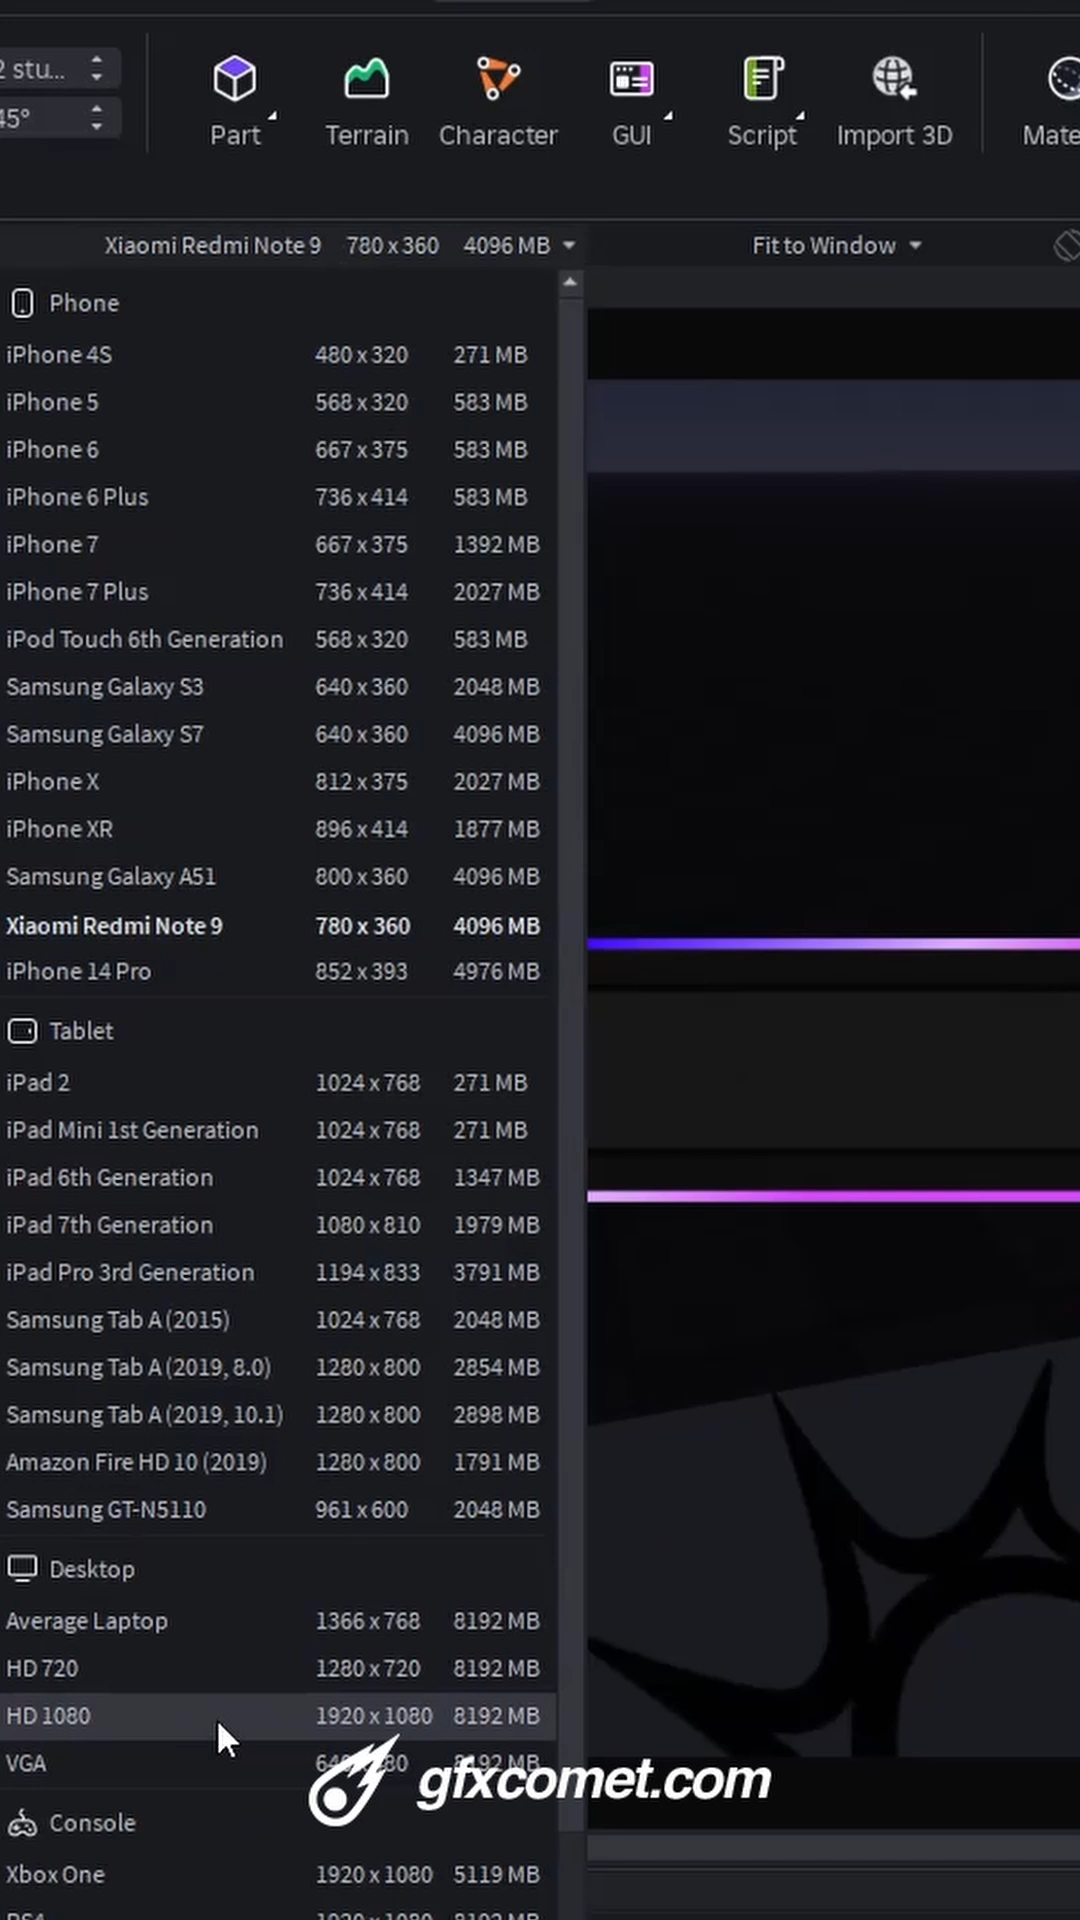 2 stu...
45°
Part
Terrain
Character
GUI
Script
Import 3D
Mate
Xiaomi Redmi Note 9 780 x 360 4096 MB
Fit to Window
Phone
iPhone 4S 480 x 320 271 MB
iPhone 5 568 x 320 583 MB
iPhone 6 667 x 375 583 MB
iPhone 6 Plus 736 x 414 583 MB
iPhone 7 667 x 375 1392 MB
iPhone 7 Plus 736 x 414 2027 MB
iPod Touch 6th Generation 568 x 320 583 MB
Samsung Galaxy S3 640 x 360 2048 MB
Samsung Galaxy S7 640 x 360 4096 MB
iPhone X 812 x 375 2027 MB
iPhone XR 896 x 414 1877 MB
Samsung Galaxy A51 800 x 360 4096 MB
Xiaomi Redmi Note 9 780 x 360 4096 MB
iPhone 14 Pro 852 x 393 4976 MB
Tablet
iPad 2 1024 x 768 271 MB
iPad Mini 1st Generation 1024 x 768 271 MB
iPad 6th Generation 1024 x 768 1347 MB
iPad 7th Generation 1080 x 810 1979 MB
iPad Pro 3rd Generation 1194 x 833 3791 MB
Samsung Tab A (2015) 1024 x 768 2048 MB
Samsung Tab A (2019, 8.0) 1280 x 800 2854 MB
Samsung Tab A (2019, 10.1) 1280 x 800 2898 MB
Amazon Fire HD 10 (2019) 1280 x 800 1791 MB
Samsung GT-N5110 961 x 600 2048 MB
Desktop
Average Laptop 1366 x 768 8192 MB
HD 720 1280 x 720 8192 MB
HD 1080 1920 x 1080 8192 MB
VGA MB
gfxcomet.com
Console
Xbox One 1920 x 1080 5119 MB